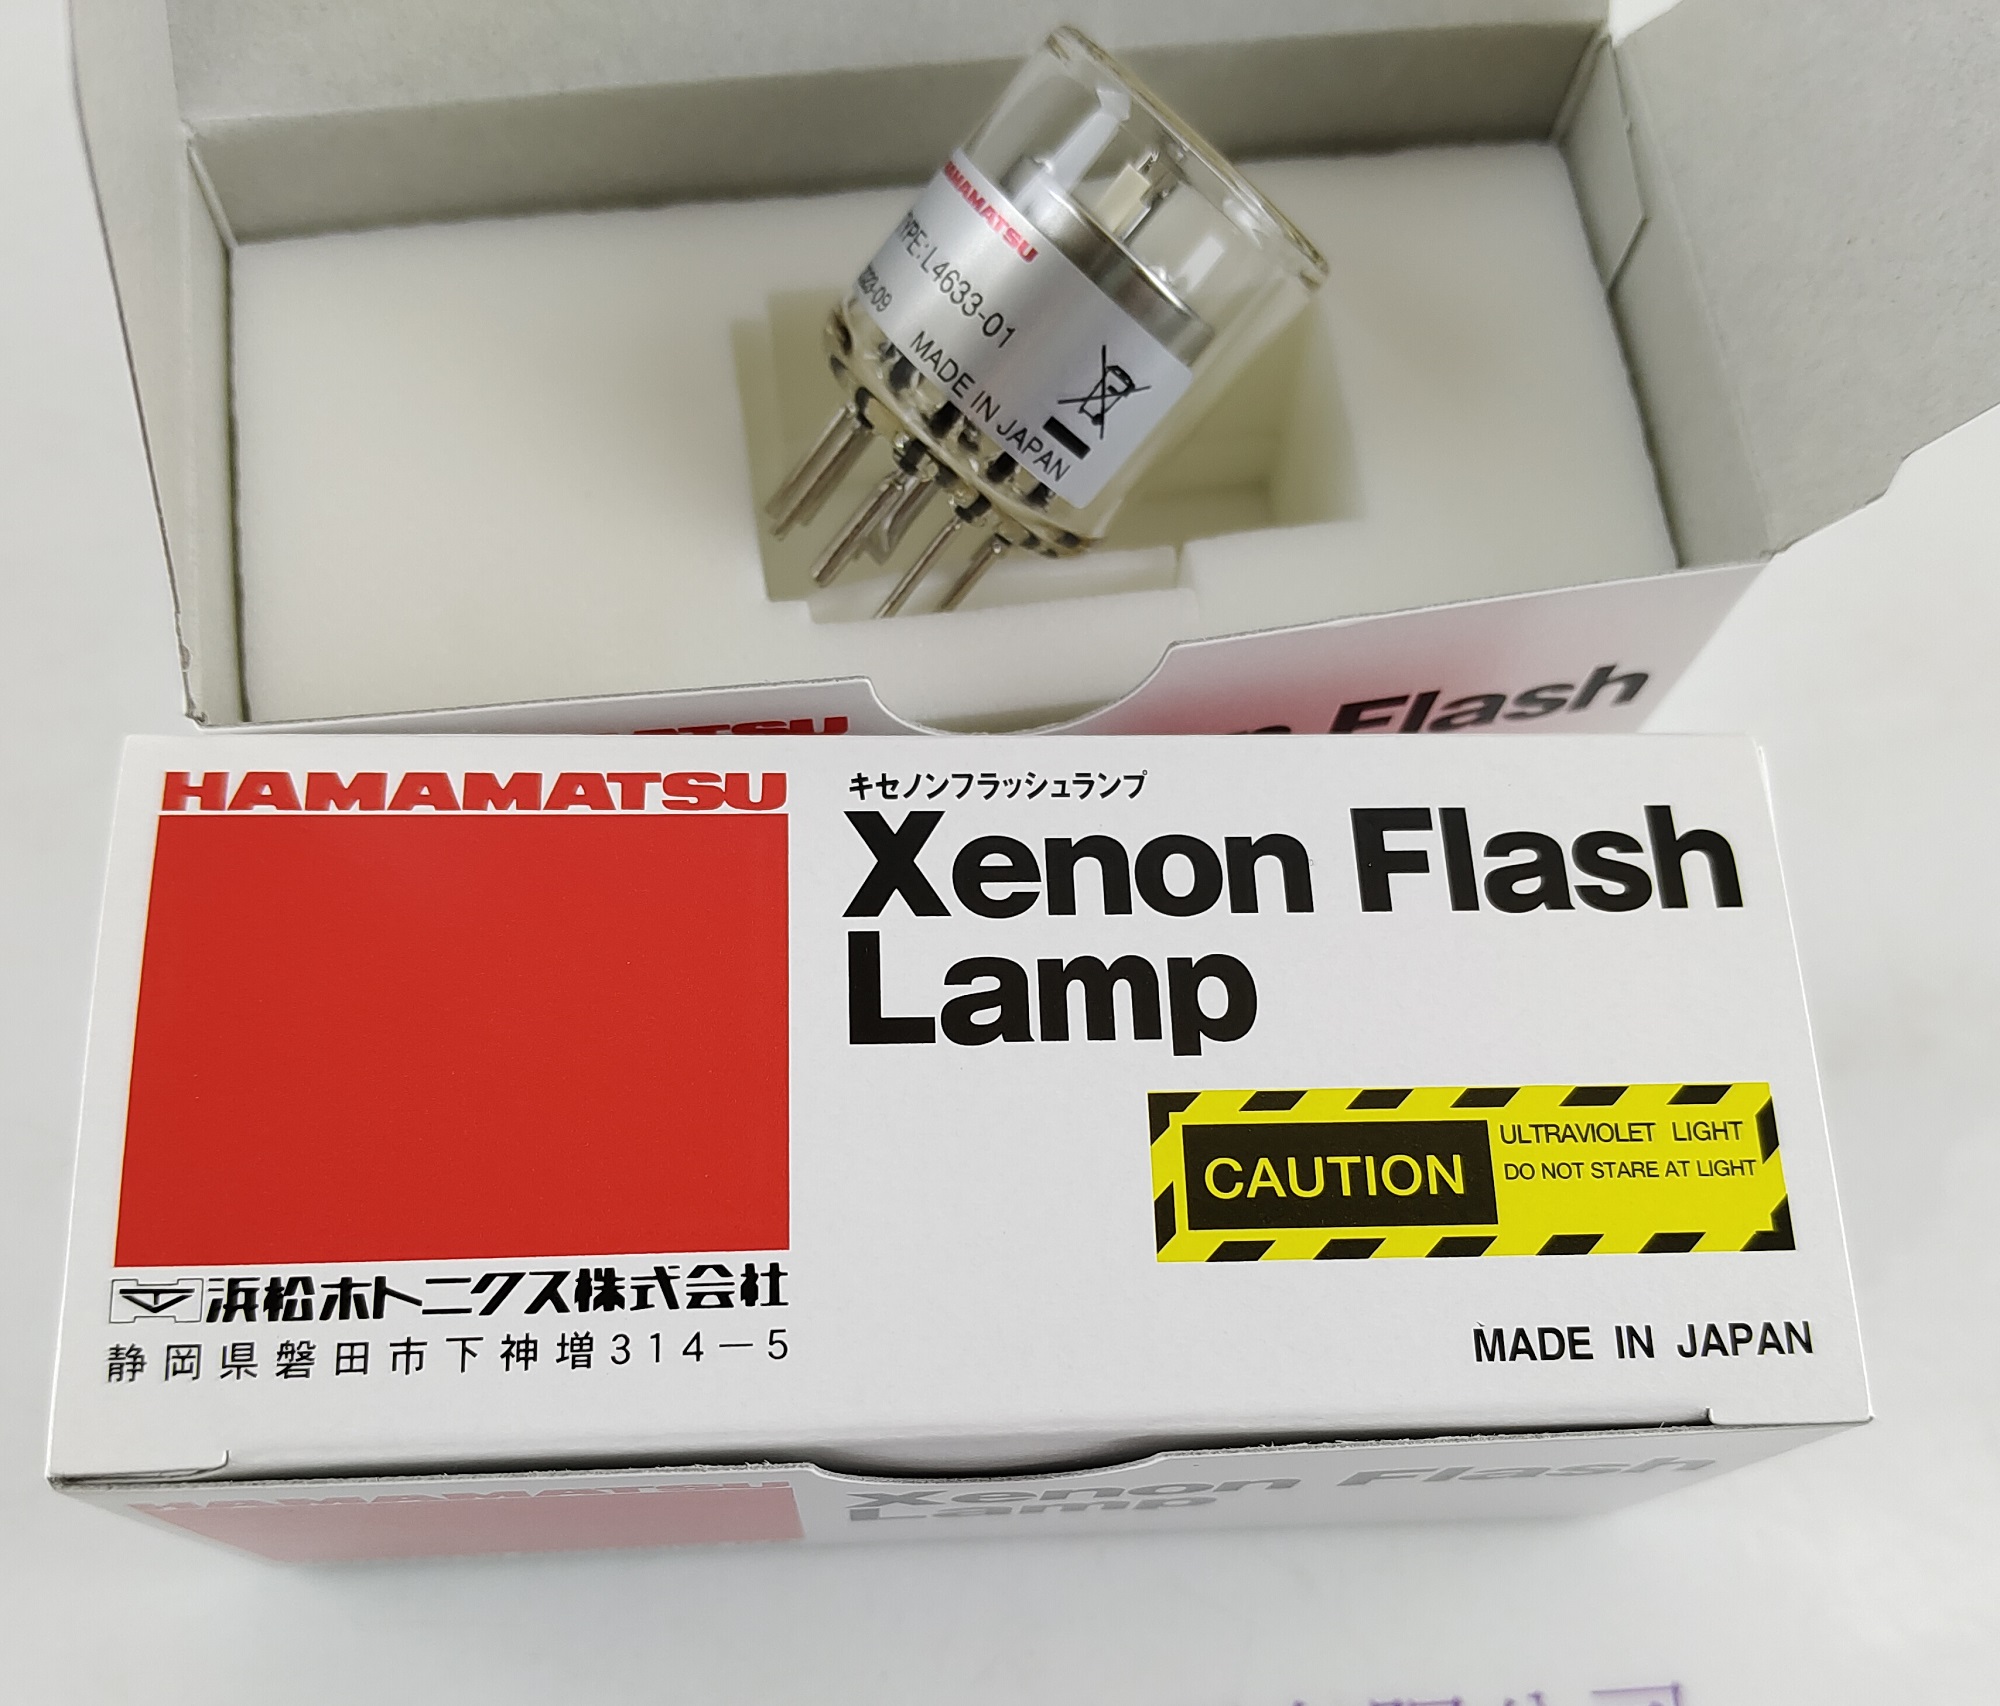 HAMAMATSU
TYPE: L4633-01
MADE IN JAPAN
Flash
HAMAMATSU
キセノンフラッシュランプ
Xenon Flash
Lamp
CAUTION
ULTRAVIOLET LIGHT
DO NOT STARE AT LIGHT
浜松ホトニクス株式会社
静岡県磐田市下神増314-5
MADE IN JAPAN
HAMAMATSU
Xenon Flash
Lamp